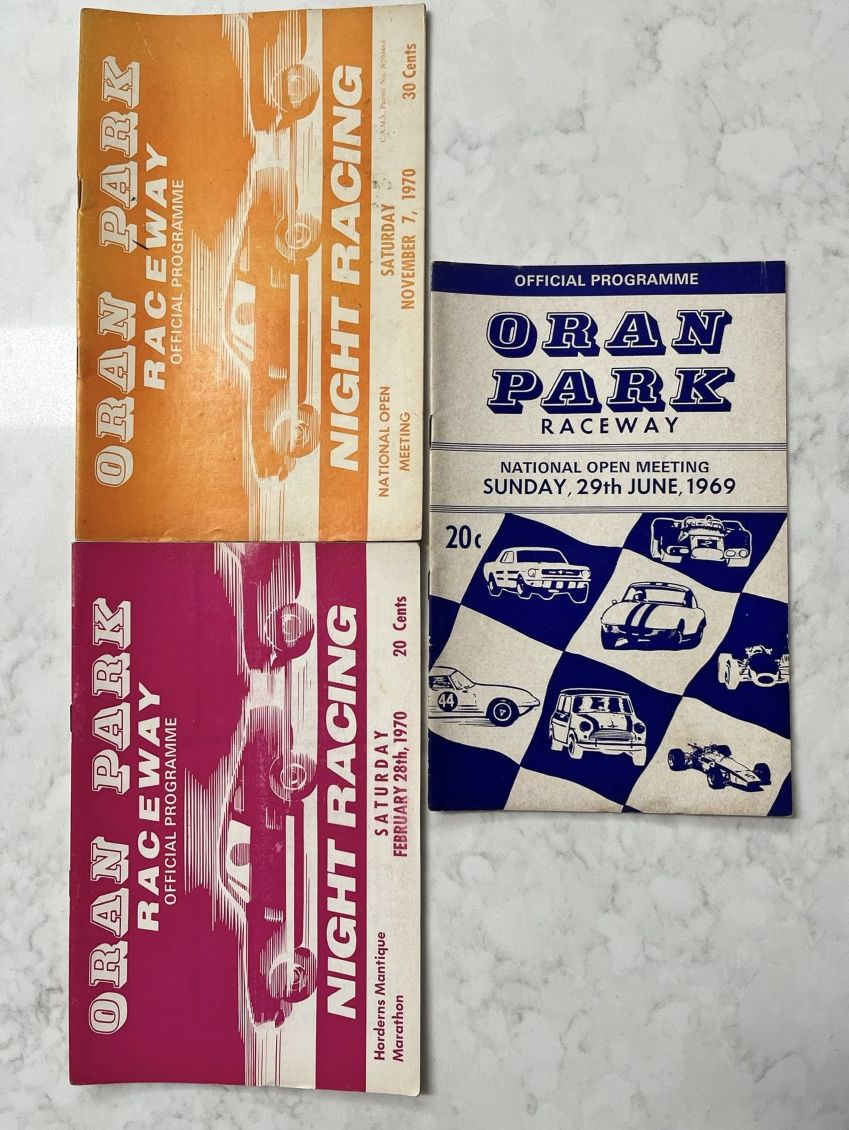 ORAN PARK
RACEWAY
OFFICIAL PROGRAMME
NIGHT RACING
NATIONAL OPEN
MEETING
SATURDAY
NOVEMBER 7, 1970
C.A.M.S. Permit No.
30 Cents
ORAN PARK
RACEWAY
OFFICIAL PROGRAMME
NIGHT RACING
Horderns Mantique
Marathon
SATURDAY
FEBRUARY 28th, 1970
20 Cents
OFFICIAL PROGRAMME
ORAN
PARK
RACEWAY
NATIONAL OPEN MEETING
SUNDAY, 29th JUNE, 1969
20c
44